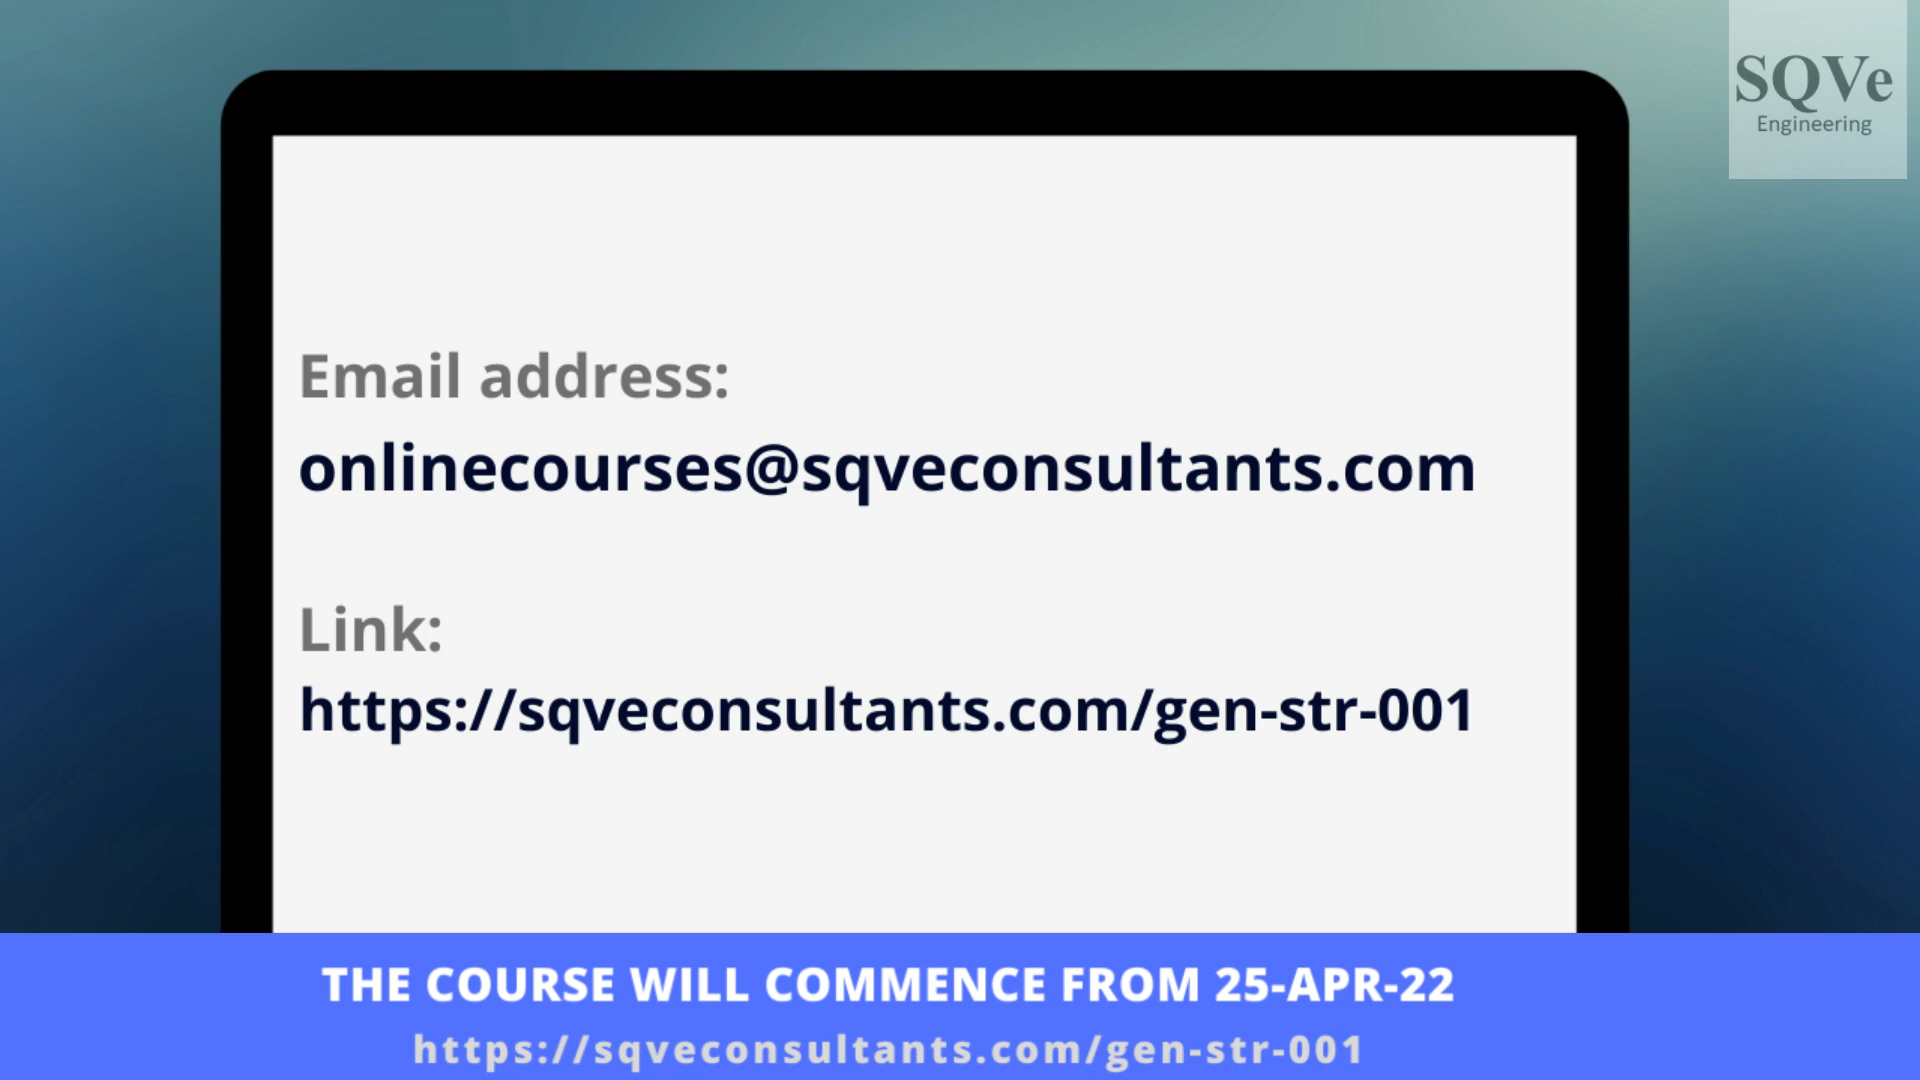 SQVe
Engineering
Email address:
onlinecourses@sqveconsultants.com
Link:
https://sqveconsultants.com/gen-str-001
THE COURSE WILL COMMENCE FROM 25-APR-22
https://sqveconsultants.com/gen-str-001